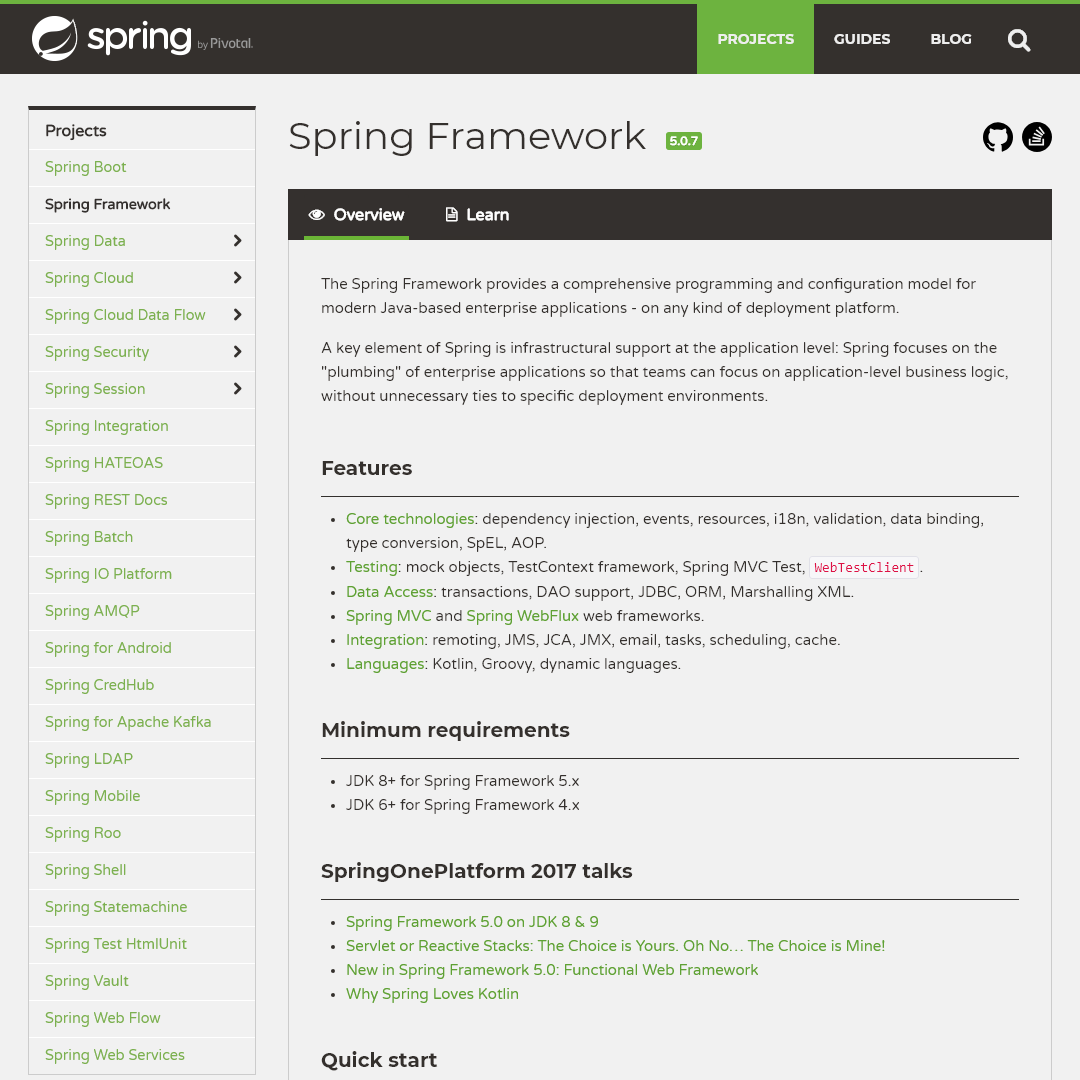 spring by Pivotal.
PROJECTS
GUIDES
BLOG
Projects
Spring Boot
Spring Framework
Spring Data
Spring Cloud
Spring Cloud Data Flow
Spring Security
Spring Session
Spring Integration
Spring HATEOAS
Spring REST Docs
Spring Batch
Spring IO Platform
Spring AMQP
Spring for Android
Spring CredHub
Spring for Apache Kafka
Spring LDAP
Spring Mobile
Spring Roo
Spring Shell
Spring Statemachine
Spring Test HtmlUnit
Spring Vault
Spring Web Flow
Spring Web Services
Spring Framework 5.0.7
Overview
Learn
The Spring Framework provides a comprehensive programming and configuration model for
modern Java-based enterprise applications - on any kind of deployment platform.
A key element of Spring is infrastructural support at the application level: Spring focuses on the
"plumbing" of enterprise applications so that teams can focus on application-level business logic,
without unnecessary ties to specific deployment environments.
Features
• Core technologies: dependency injection, events, resources, i18n, validation, data binding,
type conversion, SpEL, AOP.
• Testing: mock objects, TestContext framework, Spring MVC Test, WebTestClient.
• Data Access: transactions, DAO support, JDBC, ORM, Marshalling XML.
• Spring MVC and Spring WebFlux web frameworks.
• Integration: remoting, JMS, JCA, JMX, email, tasks, scheduling, cache.
• Languages: Kotlin, Groovy, dynamic languages.
Minimum requirements
• JDK 8+ for Spring Framework 5.x
• JDK 6+ for Spring Framework 4.x
SpringOnePlatform 2017 talks
• Spring Framework 5.0 on JDK 8 & 9
• Servlet or Reactive Stacks: The Choice is Yours. Oh No… The Choice is Mine!
• New in Spring Framework 5.0: Functional Web Framework
• Why Spring Loves Kotlin
Quick start